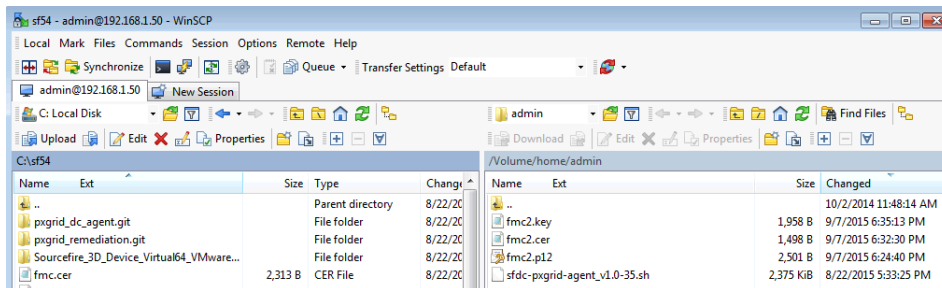 sf54 - admin@192.168.1.50 - WinSCP
Local Mark Files Commands Session Options Remote Help
Synchronize Queue Transfer Settings Default
admin@192.168.1.50 New Session
C: Local Disk admin Find Files
Upload Edit Properties Download Edit Properties
C:\sf54 /Volume/home/admin
Name Ext Size Type Name Ext Size Changed
.. Parent directory 8/22/20 .. 10/2/2014 11:48:14 AM
pxgrid_dc_agent.git File folder 8/22/20 fmc2.key 1,958 B 9/7/2015 6:35:13 PM
pxgrid_remediation.git File folder 8/22/20 fmc2.cer 1,498 B 9/7/2015 6:32:30 PM
Sourcefire_3D_Device_Virtual64_VMware... File folder 8/22/20 fmc2.p12 2,501 B 9/7/2015 6:24:40 PM
fmc.cer 2,313 B CER File 8/22/20 sfdc-pxgrid-agent_v1.0-35.sh 2,375 KiB 8/22/2015 5:33:25 PM